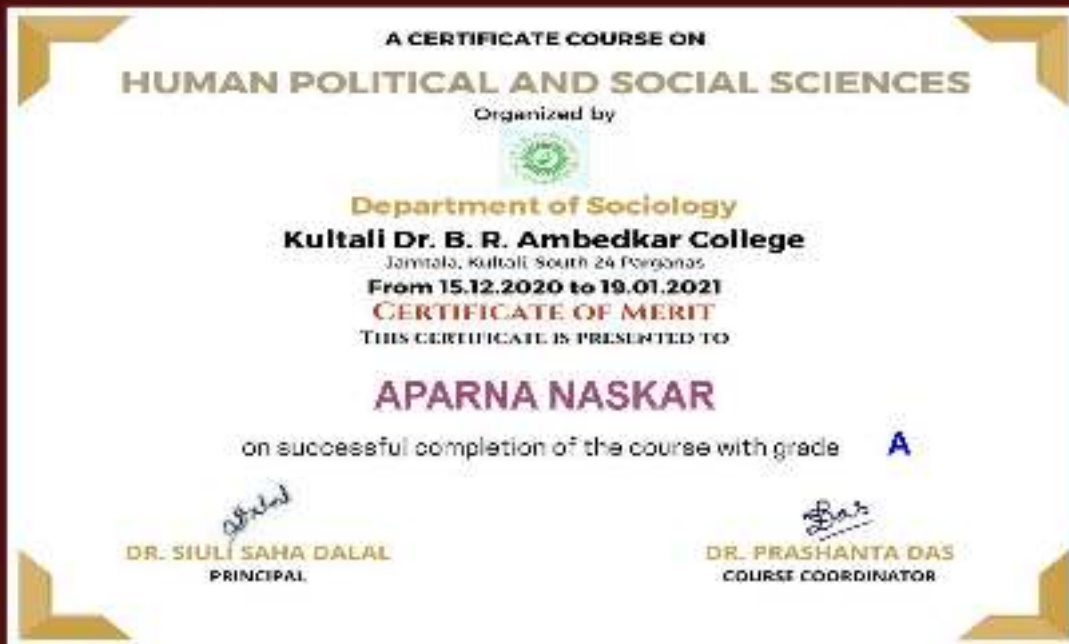 A CERTIFICATE COURSE ON
HUMAN POLITICAL AND SOCIAL SCIENCES
Organized by
Department of Sociology
Kultali Dr. B. R. Ambedkar College
Jamtala, Kultali South 24 Parganas
From 15.12.2020 to 19.01.2021
CERTIFICATE OF MERIT
THIS CERTIFICATE IS PRESENTED TO
APARNA NASKAR
on successful completion of the course with grade A
Das
DR. SIULI SAHA DALAL
DR. PRASHANTA DAS
PRINCIPAL
COURSE COORDINATOR